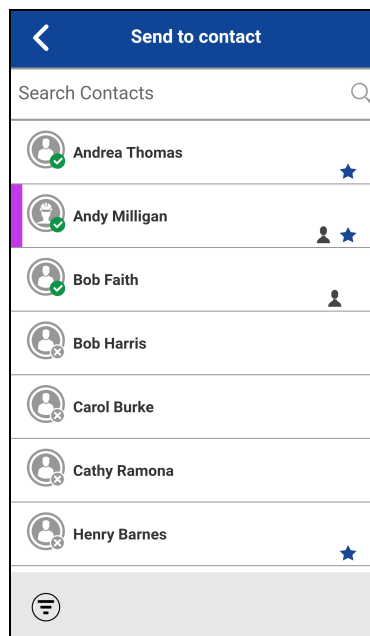 Send to contact
Search Contacts
Andrea Thomas
Andy Milligan
Bob Faith
Bob Harris
Carol Burke
Cathy Ramona
Henry Barnes